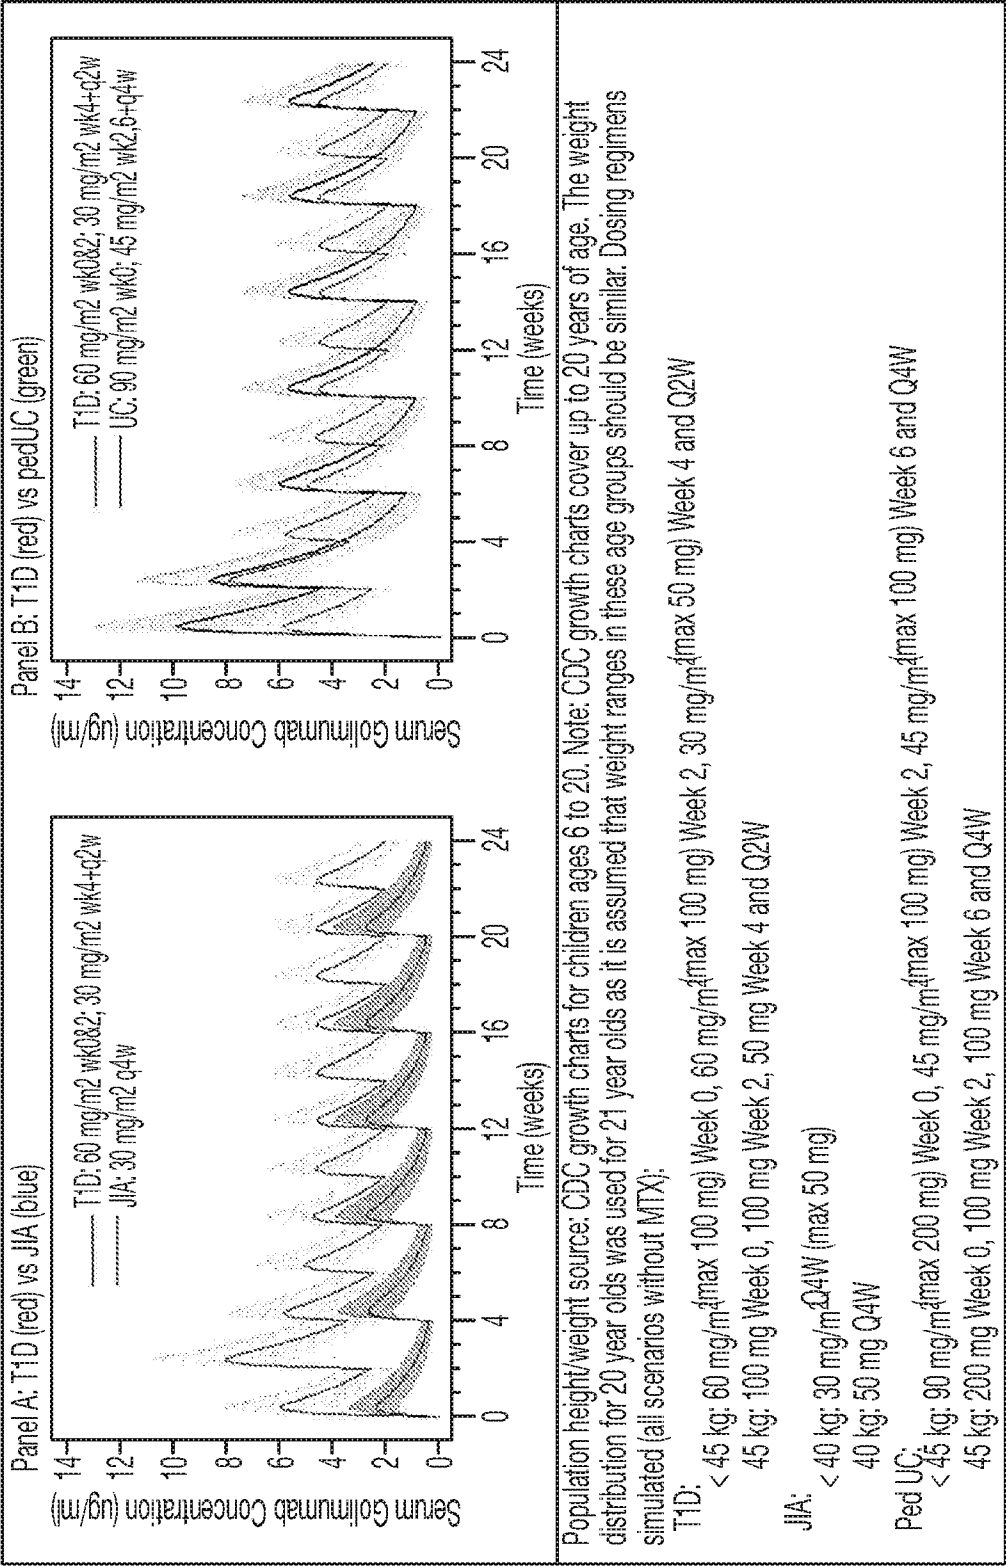 Panel A: T1D (red) vs JIA (blue)
Serum Golimumab Concentration (ug/ml)
14
12
10
8
6
4
2
0
T1D: 60 mg/m2 wk0&2; 30 mg/m2 wk4+q2w
JIA: 30 mg/m2 q4w
0 4 8 12 16 20 24
Time (weeks)
Panel B: T1D (red) vs pedUC (green)
Serum Golimumab Concentration (ug/ml)
14
12
10
8
6
4
2
0
T1D: 60 mg/m2 wk0&2; 30 mg/m2 wk4+q2w
UC: 90 mg/m2 wk0; 45 mg/m2 wk2,6+q4w
0 4 8 12 16 20 24
Time (weeks)
Population height/weight source: CDC growth charts for children ages 6 to 20. Note: CDC growth charts cover up to 20 years of age. The weight
distribution for 20 year olds was used for 21 year olds as it is assumed that weight ranges in these age groups should be similar. Dosing regimens
simulated (all scenarios without MTX):
T1D:
< 45 kg: 60 mg/m² (max 100 mg) Week 0, 60 mg/m² (max 100 mg) Week 2, 30 mg/m² (max 50 mg) Week 4 and Q2W
45 kg: 100 mg Week 0, 100 mg Week 2, 50 mg Week 4 and Q2W
JIA:
< 40 kg: 30 mg/m² Q4W (max 50 mg)
40 kg: 50 mg Q4W
Ped UC:
< 45 kg: 90 mg/m² (max 200 mg) Week 0, 45 mg/m² (max 100 mg) Week 2, 45 mg/m² (max 100 mg) Week 6 and Q4W
45 kg: 200 mg Week 0, 100 mg Week 2, 100 mg Week 6 and Q4W